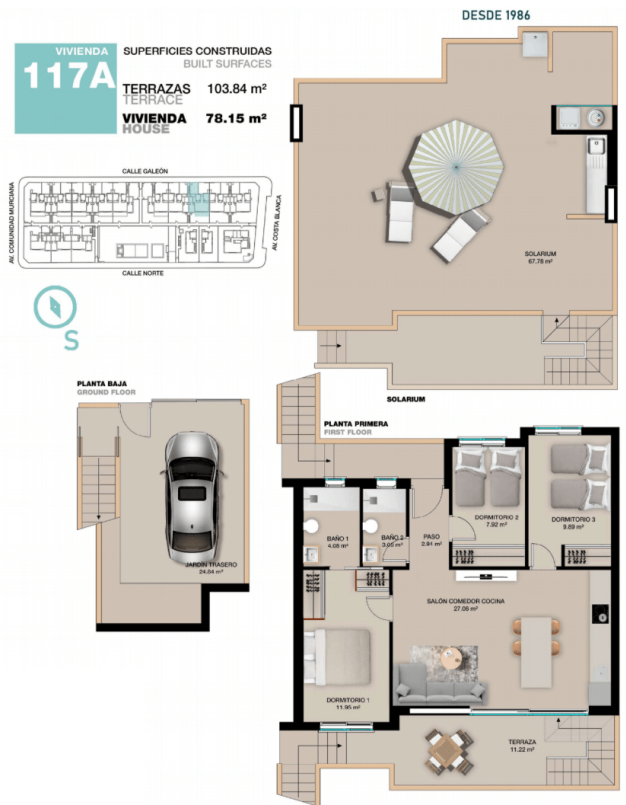 DESDE 1986
VIVIENDA
117A
SUPERFICIES CONSTRUIDAS
BUILT SURFACES
TERRAZAS 103.84 m²
TERRACE
VIVIENDA 78.15 m²
HOUSE
CALLE GALEÓN
AV. COMUNIDAD MURCIANA
AV. COSTA BLANCA
CALLE NORTE
S
SOLARIUM
67.78 m²
SOLARIUM
PLANTA BAJA
GROUND FLOOR
JARDÍN TRASERO
24.84 m²
PLANTA PRIMERA
FIRST FLOOR
BAÑO 1
4.08 m²
BAÑO 2
3.05 m²
PASO
2.91 m²
DORMITORIO 2
7.92 m²
DORMITORIO 3
9.89 m²
SALÓN COMEDOR COCINA
27.06 m²
DORMITORIO 1
11.95 m²
TERRAZA
11.22 m²